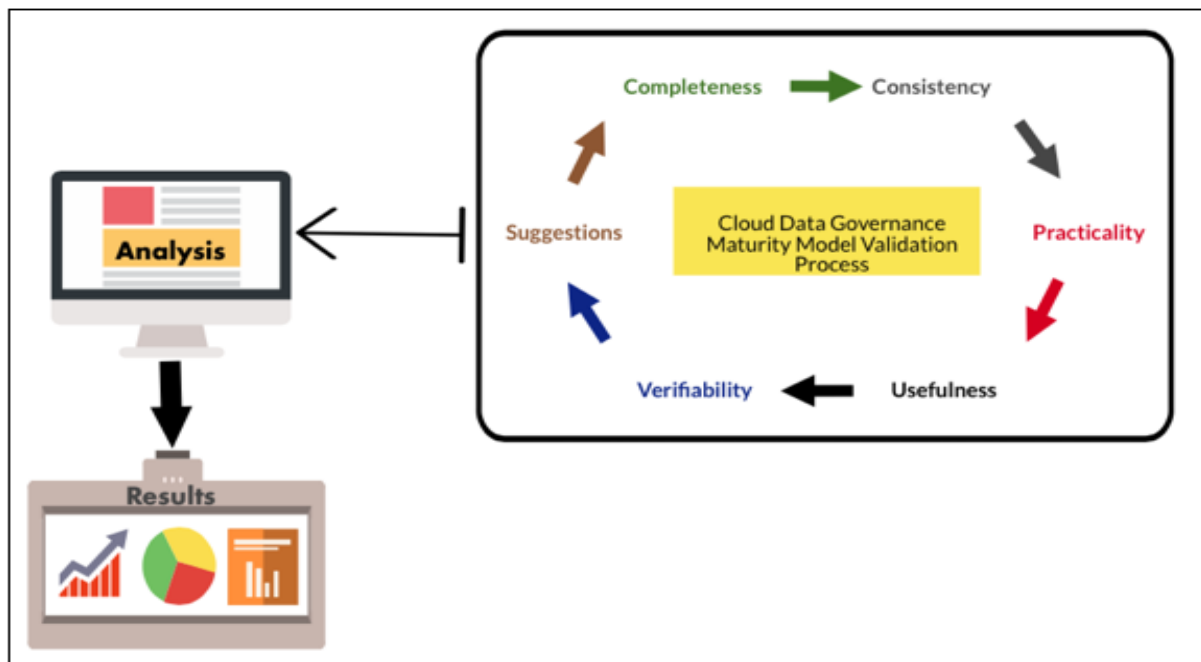 Completeness
Consistency
Suggestions
Cloud Data Governance
Maturity Model Validation
Process
Practicality
Analysis
Verifiability
Usefulness
Results